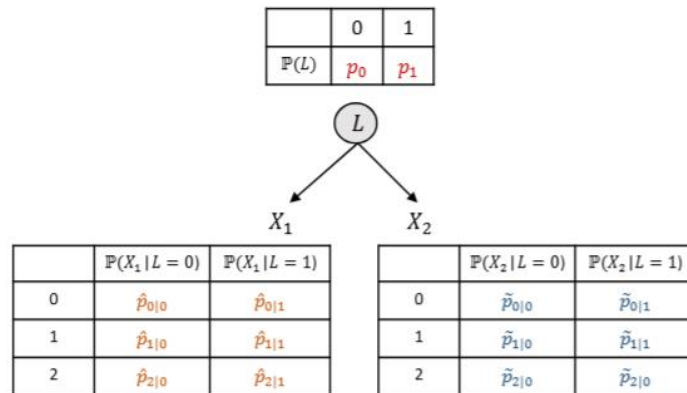 0 1
ℙ(L) p₀ p₁
L
X₁ X₂
ℙ(X₁|L = 0) ℙ(X₁|L = 1) ℙ(X₂|L = 0) ℙ(X₂|L = 1)
0 p̂₀|₀ p̂₀|₁ 0 p̃₀|₀ p̃₀|₁
1 p̂₁|₀ p̂₁|₁ 1 p̃₁|₀ p̃₁|₁
2 p̂₂|₀ p̂₂|₁ 2 p̃₂|₀ p̃₂|₀